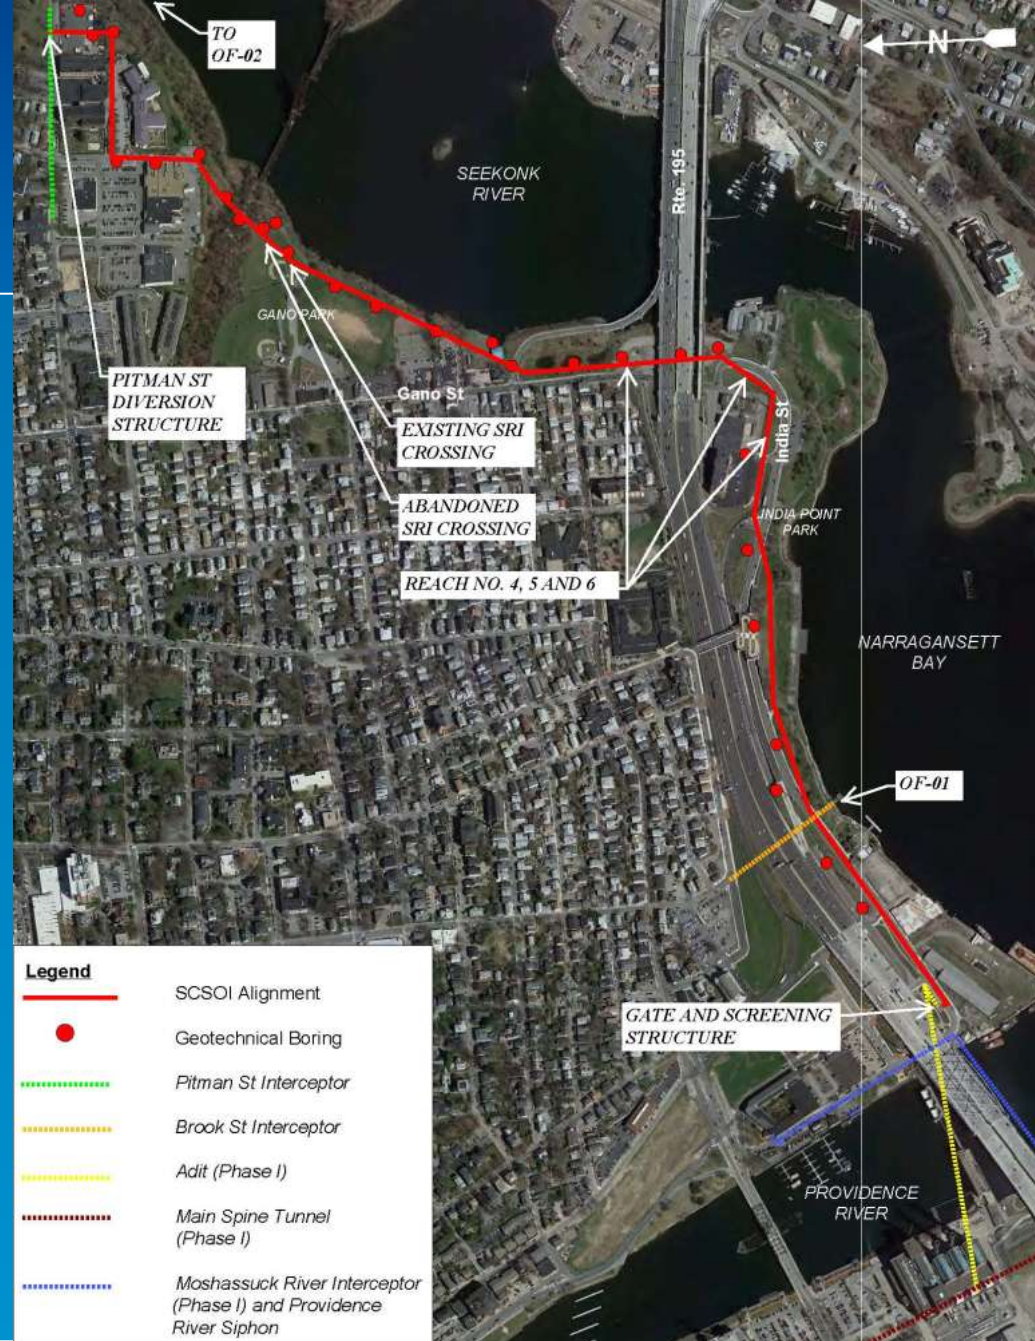 TO
OF-02
N
SEEKONK
RIVER
Rte. 195
GANO PARK
PITMAN ST
DIVERSION
STRUCTURE
Gano St
EXISTING SRI
CROSSING
India St
ABANDONED
SRI CROSSING
INDIA POINT
PARK
REACH NO. 4, 5 AND 6
NARRAGANSETT
BAY
OF-01
GATE AND SCREENING
STRUCTURE
PROVIDENCE
RIVER
Legend
SCSOI Alignment
Geotechnical Boring
Pitman St Interceptor
Brook St Interceptor
Adit (Phase I)
Main Spine Tunnel
(Phase I)
Moshassuck River Interceptor
(Phase I) and Providence
River Siphon